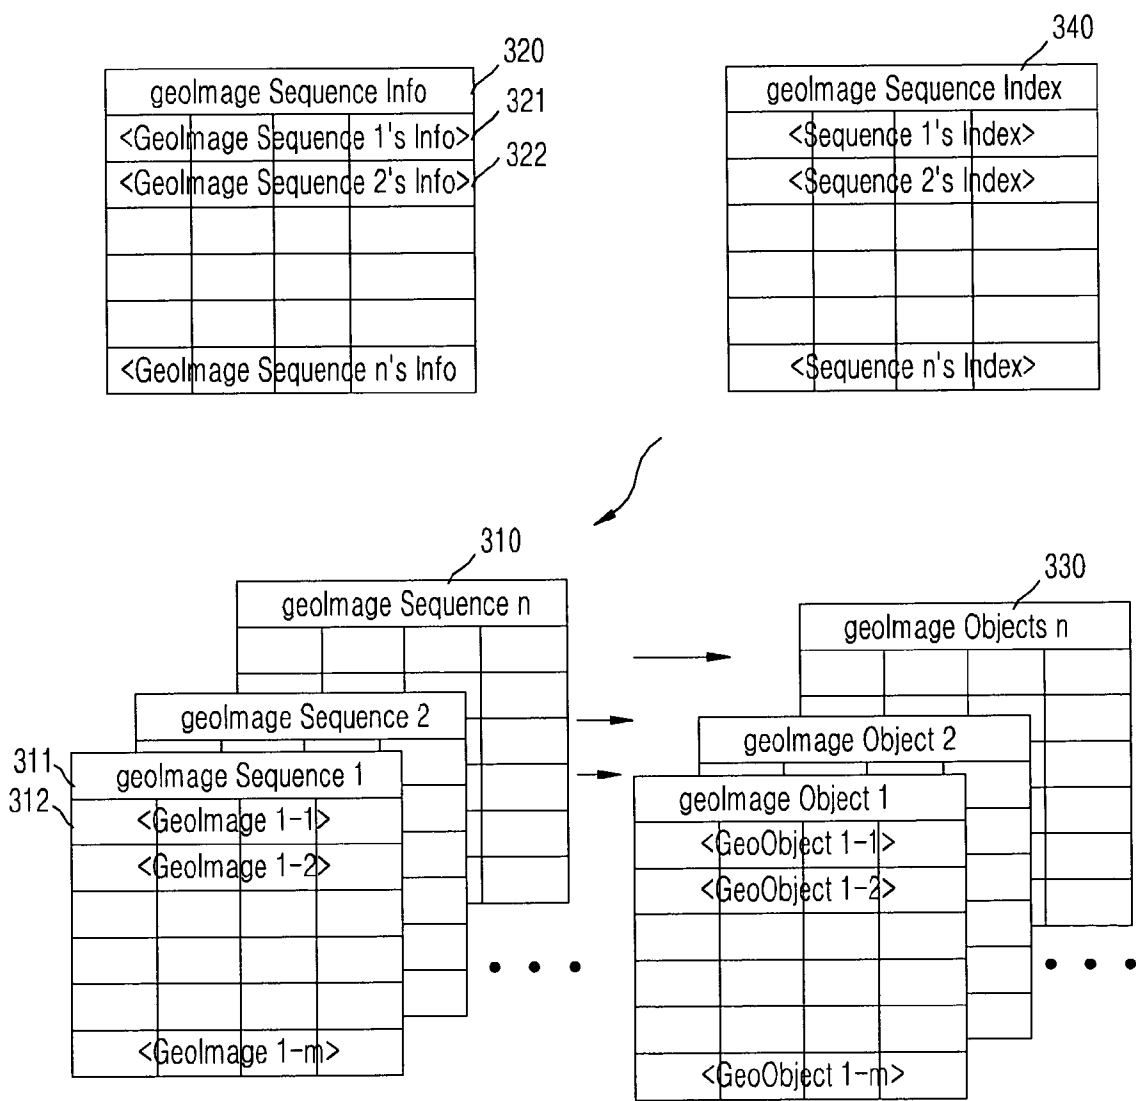 320
geoImage Sequence Info
321
<GeoImage Sequence 1's Info>
322
<GeoImage Sequence 2's Info>
<GeoImage Sequence n's Info
340
geoImage Sequence Index
<Sequence 1's Index>
<Sequence 2's Index>
<Sequence n's Index>
310
geoImage Sequence n
geoImage Sequence 2
311
geoImage Sequence 1
312
<GeoImage 1-1>
<GeoImage 1-2>
<GeoImage 1-m>
330
geoImage Objects n
geoImage Object 2
geoImage Object 1
<GeoObject 1-1>
<GeoObject 1-2>
<GeoObject 1-m>